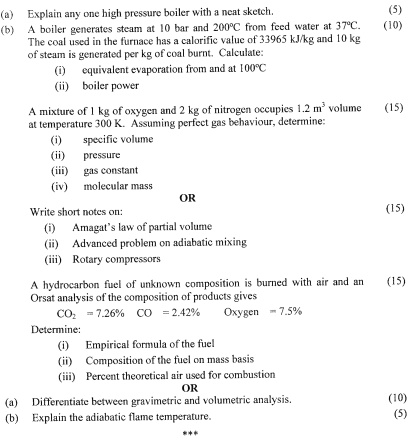 (a) Explain any one high pressure boiler with a neat sketch. (5)
(b) A boiler generates steam at 10 bar and 200°C from feed water at 37°C. (10)
The coal used in the furnace has a calorific value of 33965 kJ/kg and 10 kg
of steam is generated per kg of coal burnt. Calculate:
(i) equivalent evaporation from and at 100°C
(ii) boiler power
A mixture of 1 kg of oxygen and 2 kg of nitrogen occupies 1.2 m³ volume (15)
at temperature 300 K. Assuming perfect gas behaviour, determine:
(i) specific volume
(ii) pressure
(iii) gas constant
(iv) molecular mass
OR
Write short notes on: (15)
(i) Amagat's law of partial volume
(ii) Advanced problem on adiabatic mixing
(iii) Rotary compressors
A hydrocarbon fuel of unknown composition is burned with air and an (15)
Orsat analysis of the composition of products gives
CO₂ = 7.26% CO = 2.42% Oxygen = 7.5%
Determine:
(i) Empirical formula of the fuel
(ii) Composition of the fuel on mass basis
(iii) Percent theoretical air used for combustion
OR
(a) Differentiate between gravimetric and volumetric analysis. (10)
(b) Explain the adiabatic flame temperature. (5)
***